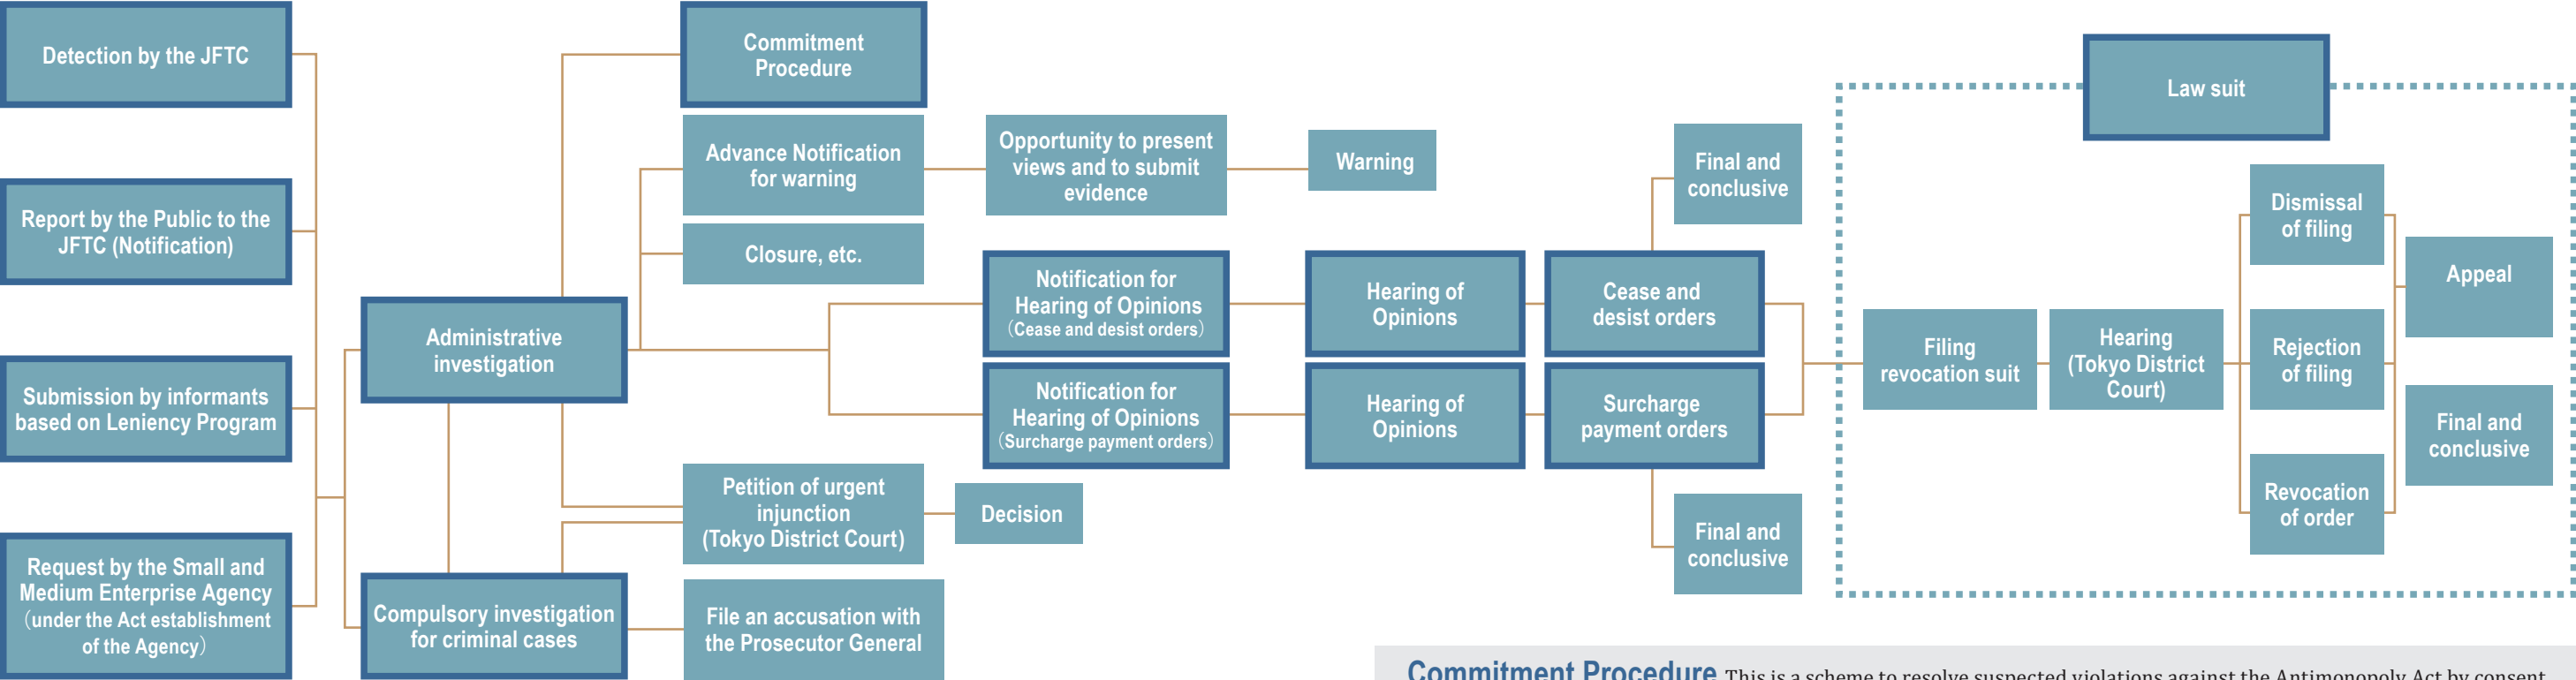 Detection by the JFTC
Report by the Public to the
JFTC (Notification)
Submission by informants
based on Leniency Program
Request by the Small and
Medium Enterprise Agency
（under the Act establishment
of the Agency）
Administrative
investigation
Compulsory investigation
for criminal cases
Commitment
Procedure
Advance Notification
for warning
Closure, etc.
Opportunity to present
views and to submit
evidence
Warning
Notification for
Hearing of Opinions
（Cease and desist orders）
Notification for
Hearing of Opinions
（Surcharge payment orders）
Hearing of
Opinions
Hearing of
Opinions
Cease and
desist orders
Surcharge
payment orders
Final and
conclusive
Final and
conclusive
Petition of urgent
injunction
(Tokyo District Court)
Decision
File an accusation with
the Prosecutor General
Law suit
Filing
revocation suit
Hearing
(Tokyo District
Court)
Dismissal
of filing
Rejection
of filing
Revocation
of order
Appeal
Final and
conclusive
Commitment Procedure This is a scheme to resolve suspected violations against the Antimonopoly Act by consent